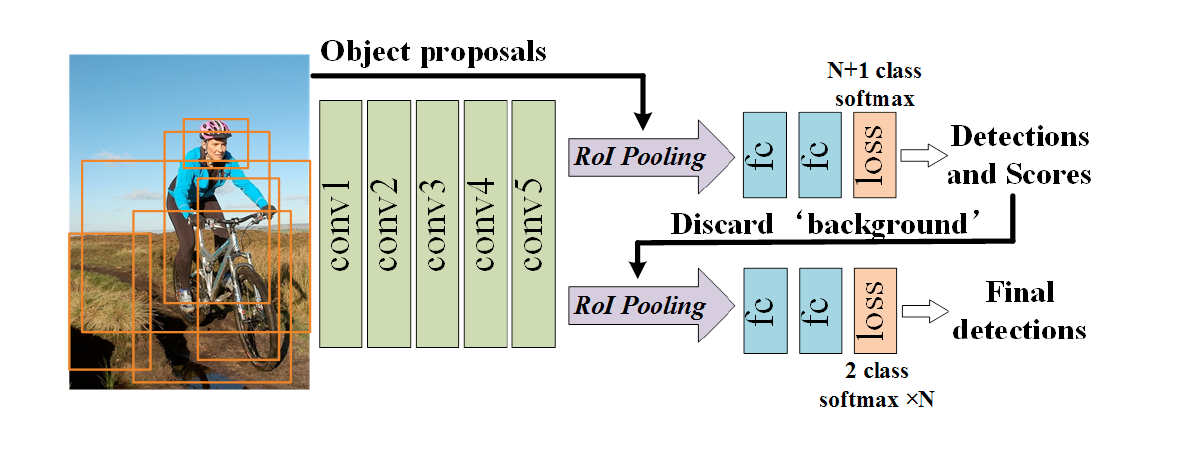 Object proposals
conv1
conv2
conv3
conv4
conv5
RoI Pooling
fc
fc
loss
N+1 class
softmax
Detections
and Scores
Discard ‘background’
RoI Pooling
fc
fc
loss
2 class
softmax ×N
Final
detections